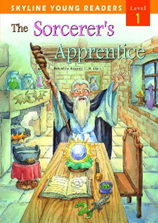 SKYLINE YOUNG READERS
Level
1
The Sorcerer's
Apprentice